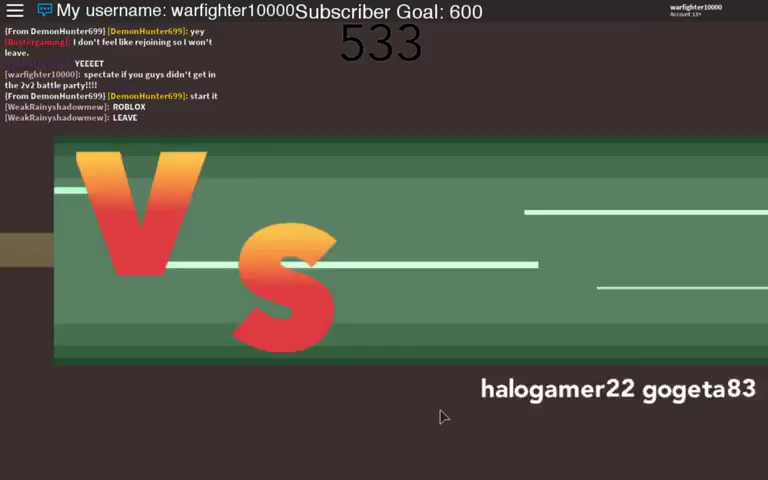 My username: warfighter10000
Subscriber Goal: 600
533
warfighter10000
Account: 13+
{From DemonHunter699} [DemonHunter699]: yey
[Bustergaming]: I don't feel like rejoining so I won't
leave.
YEEEET
[warfighter10000]: spectate if you guys didn't get in
the 2v2 battle party!!!!
{From DemonHunter699} [DemonHunter699]: start it
[WeakRainyshadowmew]: ROBLOX
[WeakRainyshadowmew]: LEAVE
VS
halogamer22 gogeta83